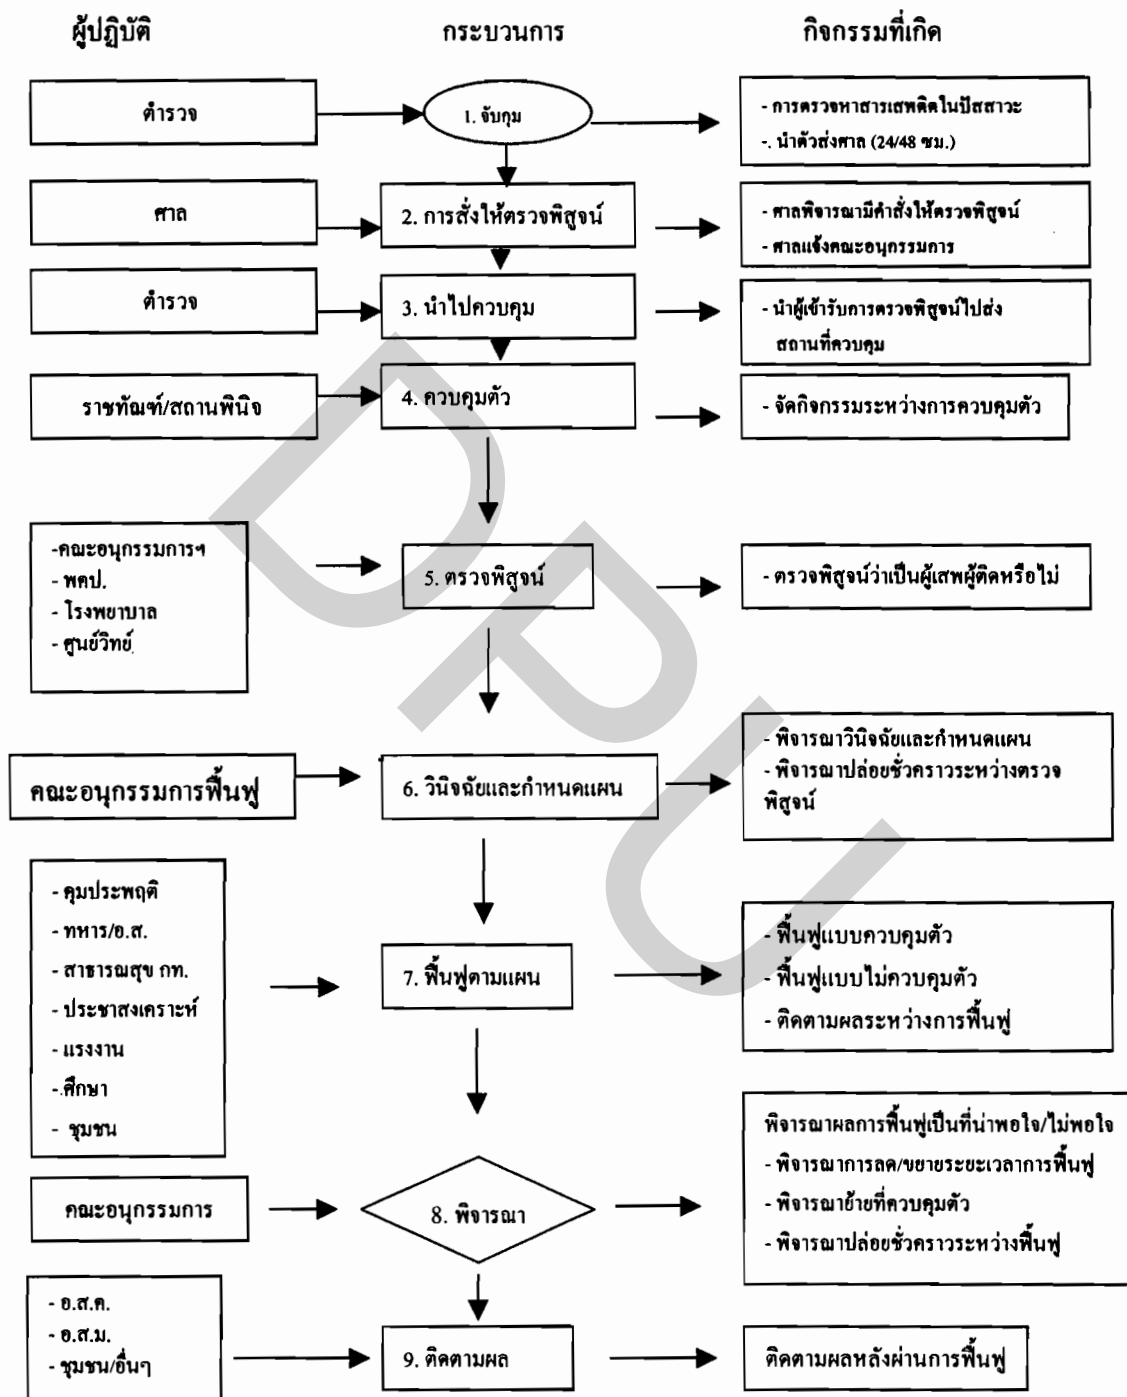 ผู้ปฏิบัติ กระบวนการ กิจกรรมที่เกิด
ตำรวจ
1. จับกุม
- การตรวจหาสารเสพติดในปัสสาวะ
-. นำตัวส่งศาล (24/48 ชม.)
ศาล
2. การสั่งให้ตรวจพิสูจน์
- ศาลพิจารณามีคำสั่งให้ตรวจพิสูจน์
- ศาลแจ้งคณะอนุกรรมการ
ตำรวจ
3. นำไปควบคุม
- นำผู้เข้ารับการตรวจพิสูจน์ไปส่ง
สถานที่ควบคุม
ราชทัณฑ์/สถานพินิจ
4. ควบคุมตัว
- จัดกิจกรรมระหว่างการควบคุมตัว
-คณะอนุกรรมการฯ
- พคป.
- โรงพยาบาล
- ศูนย์วิทย์
5. ตรวจพิสูจน์
- ตรวจพิสูจน์ว่าเป็นผู้เสพผู้ติดหรือไม่
คณะอนุกรรมการฟื้นฟู
6. วินิจฉัยและกำหนดแผน
- พิจารณาวินิจฉัยและกำหนดแผน
- พิจารณาปล่อยชั่วคราวระหว่างตรวจ
พิสูจน์
- คุมประพฤติ
- ทหาร/อ.ส.
- สาธารณสุข กท.
- ประชาสงเคราะห์
- แรงงาน
- ศึกษา
- ชุมชน
7. ฟื้นฟูตามแผน
- ฟื้นฟูแบบควบคุมตัว
- ฟื้นฟูแบบไม่ควบคุมตัว
- ติดตามผลระหว่างการฟื้นฟู
คณะอนุกรรมการ
8. พิจารณา
พิจารณาผลการฟื้นฟูเป็นที่น่าพอใจ/ไม่พอใจ
- พิจารณาการลด/ขยายระยะเวลาการฟื้นฟู
- พิจารณาย้ายที่ควบคุมตัว
- พิจารณาปล่อยชั่วคราวระหว่างฟื้นฟู
- อ.ส.ค.
- อ.ส.ม.
- ชุมชน/อื่นๆ
9. ติดตามผล
ติดตามผลหลังผ่านการฟื้นฟู
DPU